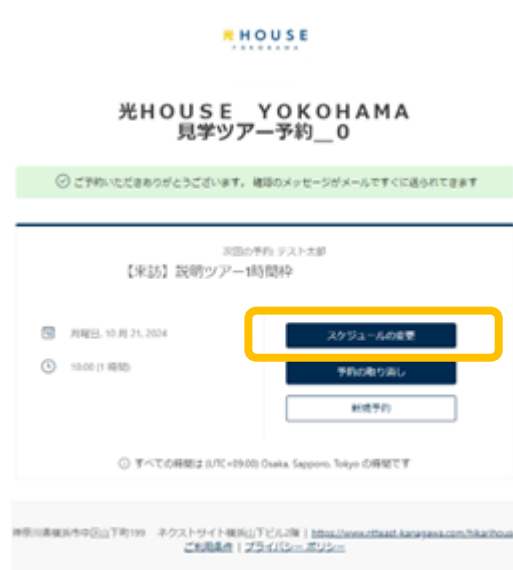 光HOUSE
YOKOHAMA
光HOUSE　YOKOHAMA
見学ツアー予約＿0
ご予約いただきありがとうございます。確認のメッセージがメールですぐに送られてきます
次回の予約 テスト太郎
【来訪】説明ツアー1時間枠
月曜日, 10月 21, 2024
スケジュールの変更
10:00 (1 時間)
予約の取り消し
新規予約
すべての時間は (UTC+09:00) Osaka, Sapporo, Tokyo の時間です
神奈川県横浜市中区山下町199　ネクストサイト横浜山下ビル2階 | https://www.ntteast-kanagawa.com/hikarihous
ご利用条件 | プライバシー ポリシー